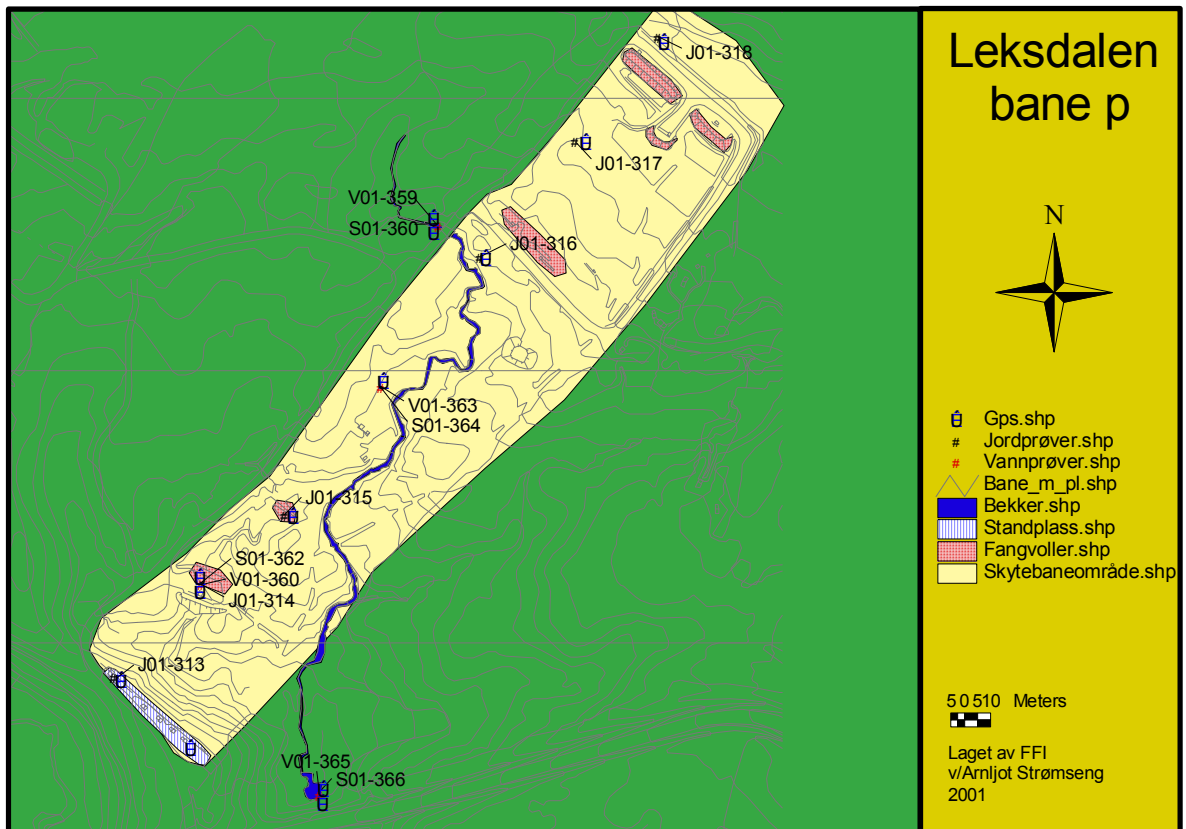 Leksdalen
bane p
J01-318
J01-317
V01-359
S01-360
J01-316
V01-363
S01-364
J01-315
S01-362
V01-360
J01-314
J01-313
V01-365
S01-366
N
Gps.shp
# Jordprøver.shp
# Vannprøver.shp
Bane_m_pl.shp
Bekker.shp
Standplass.shp
Fangvoller.shp
Skytebaneområde.shp
5 0 510 Meters
Laget av FFI
v/Arnljot Strømseng
2001